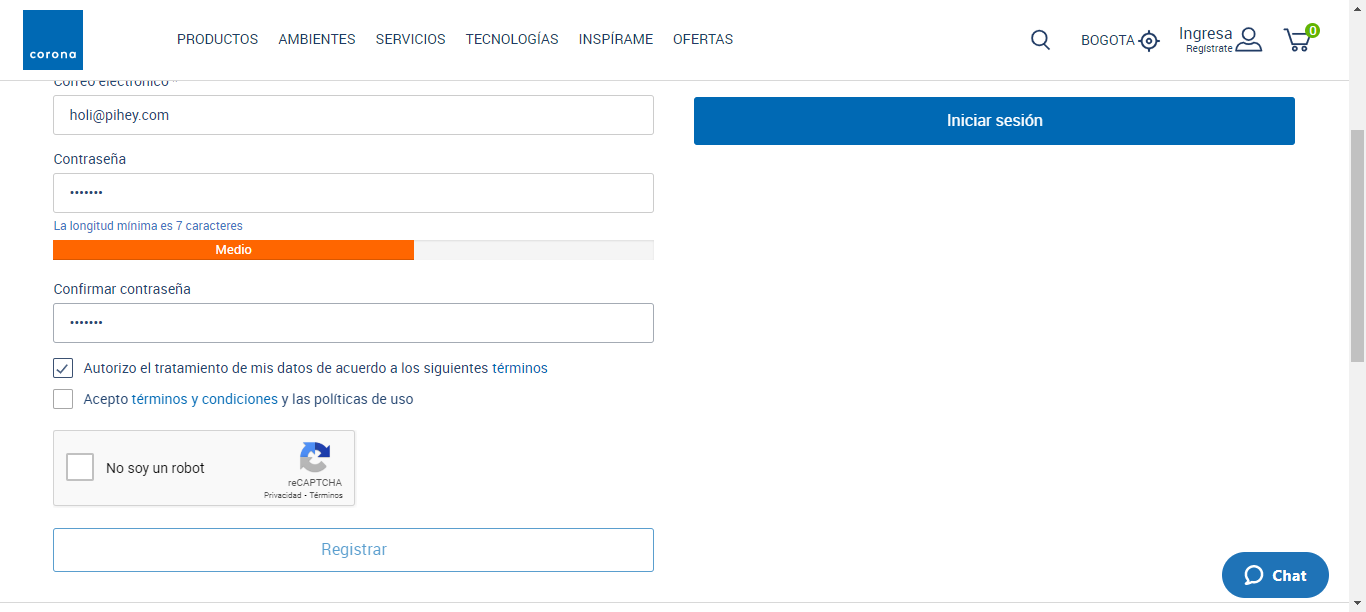 corona
PRODUCTOS AMBIENTES SERVICIOS TECNOLOGÍAS INSPÍRAME OFERTAS
BOGOTA
Ingresa
Regístrate
0
Correo electrónico *
holi@pihey.com
Iniciar sesión
Contraseña
•••••••
La longitud mínima es 7 caracteres
Medio
Confirmar contraseña
•••••••
Autorizo el tratamiento de mis datos de acuerdo a los siguientes términos
Acepto términos y condiciones y las políticas de uso
No soy un robot
reCAPTCHA
Privacidad - Términos
Registrar
Chat